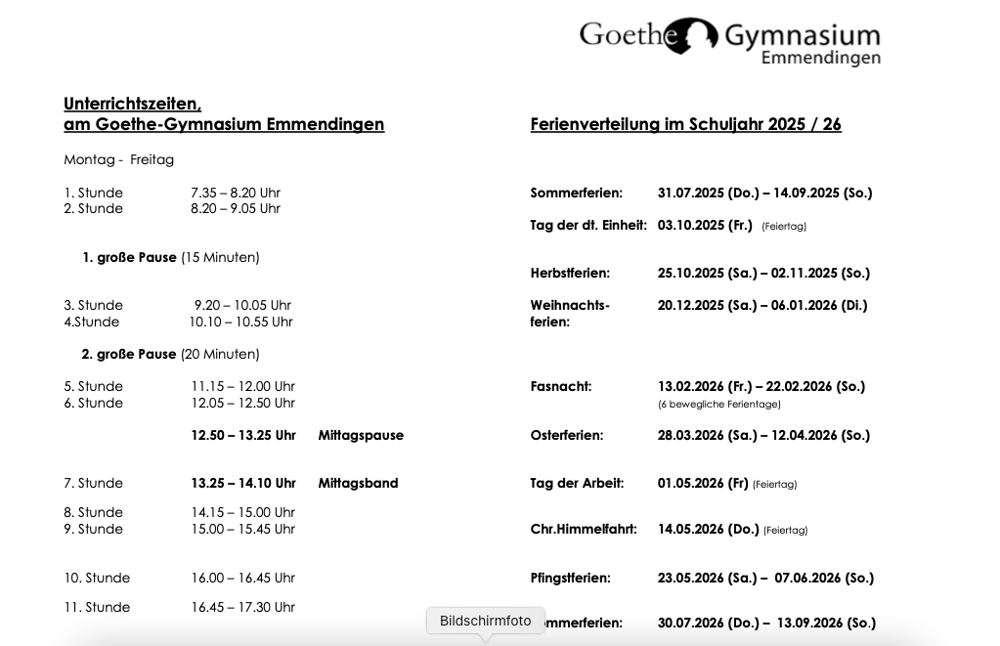 Goethe Gymnasium
Emmendingen
Unterrichtszeiten,
am Goethe-Gymnasium Emmendingen
Montag - Freitag
1. Stunde 7.35 – 8.20 Uhr
2. Stunde 8.20 – 9.05 Uhr
1. große Pause (15 Minuten)
3. Stunde 9.20 – 10.05 Uhr
4.Stunde 10.10 – 10.55 Uhr
2. große Pause (20 Minuten)
5. Stunde 11.15 – 12.00 Uhr
6. Stunde 12.05 – 12.50 Uhr
12.50 – 13.25 Uhr Mittagspause
7. Stunde 13.25 – 14.10 Uhr Mittagsband
8. Stunde 14.15 – 15.00 Uhr
9. Stunde 15.00 – 15.45 Uhr
10. Stunde 16.00 – 16.45 Uhr
11. Stunde 16.45 – 17.30 Uhr
Ferienverteilung im Schuljahr 2025 / 26
Sommerferien: 31.07.2025 (Do.) – 14.09.2025 (So.)
Tag der dt. Einheit: 03.10.2025 (Fr.) (Feiertag)
Herbstferien: 25.10.2025 (Sa.) – 02.11.2025 (So.)
Weihnachts- 20.12.2025 (Sa.) – 06.01.2026 (Di.)
ferien:
Fasnacht: 13.02.2026 (Fr.) – 22.02.2026 (So.)
(6 bewegliche Ferientage)
Osterferien: 28.03.2026 (Sa.) – 12.04.2026 (So.)
Tag der Arbeit: 01.05.2026 (Fr) (Feiertag)
Chr.Himmelfahrt: 14.05.2026 (Do.) (Feiertag)
Pfingstferien: 23.05.2026 (Sa.) – 07.06.2026 (So.)
ommerferien: 30.07.2026 (Do.) – 13.09.2026 (So.)
Bildschirmfoto